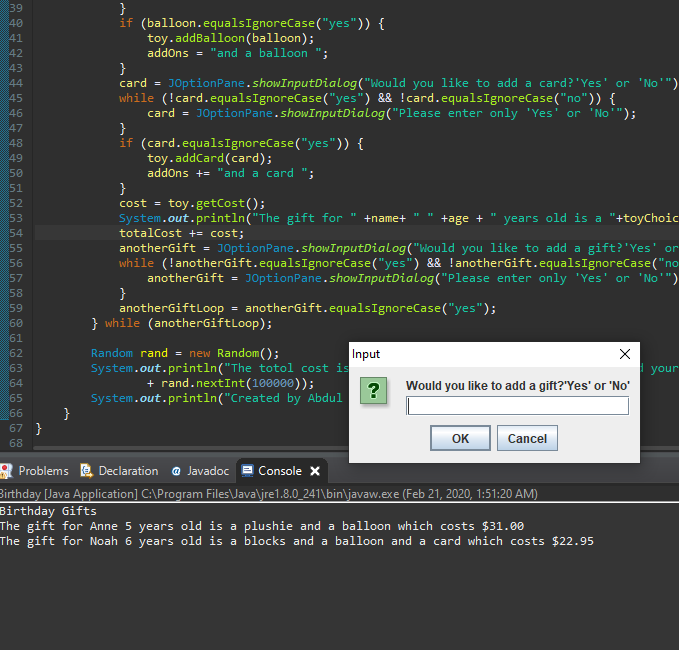 39 }
40 if (balloon.equalsIgnoreCase("yes")) {
41 toy.addBalloon(balloon);
42 addOns = "and a balloon ";
43 }
44 card = JOptionPane.showInputDialog("Would you like to add a card?'Yes' or 'No'")
45 while (!card.equalsIgnoreCase("yes") && !card.equalsIgnoreCase("no")) {
46 card = JOptionPane.showInputDialog("Please enter only 'Yes' or 'No'");
47 }
48 if (card.equalsIgnoreCase("yes")) {
49 toy.addCard(card);
50 addOns += "and a card ";
51 }
52 cost = toy.getCost();
53 System.out.println("The gift for " +name+ " " +age + " years old is a "+toyChoic
54 totalCost += cost;
55 anotherGift = JOptionPane.showInputDialog("Would you like to add a gift?'Yes' or
56 while (!anotherGift.equalsIgnoreCase("yes") && !anotherGift.equalsIgnoreCase("no
57 anotherGift = JOptionPane.showInputDialog("Please enter only 'Yes' or 'No'")
58 }
59 anotherGiftLoop = anotherGift.equalsIgnoreCase("yes");
60 } while (anotherGiftLoop);
61
62 Random rand = new Random();
63 System.out.println("The totol cost is d your
64 + rand.nextInt(100000));
65 System.out.println("Created by Abdul
66 }
67 }
68
Input
Would you like to add a gift?'Yes' or 'No'
OK Cancel
Problems Declaration Javadoc Console
Birthday [Java Application] C:\Program Files\Java\jre1.8.0_241\bin\javaw.exe (Feb 21, 2020, 1:51:20 AM)
Birthday Gifts
The gift for Anne 5 years old is a plushie and a balloon which costs $31.00
The gift for Noah 6 years old is a blocks and a balloon and a card which costs $22.95